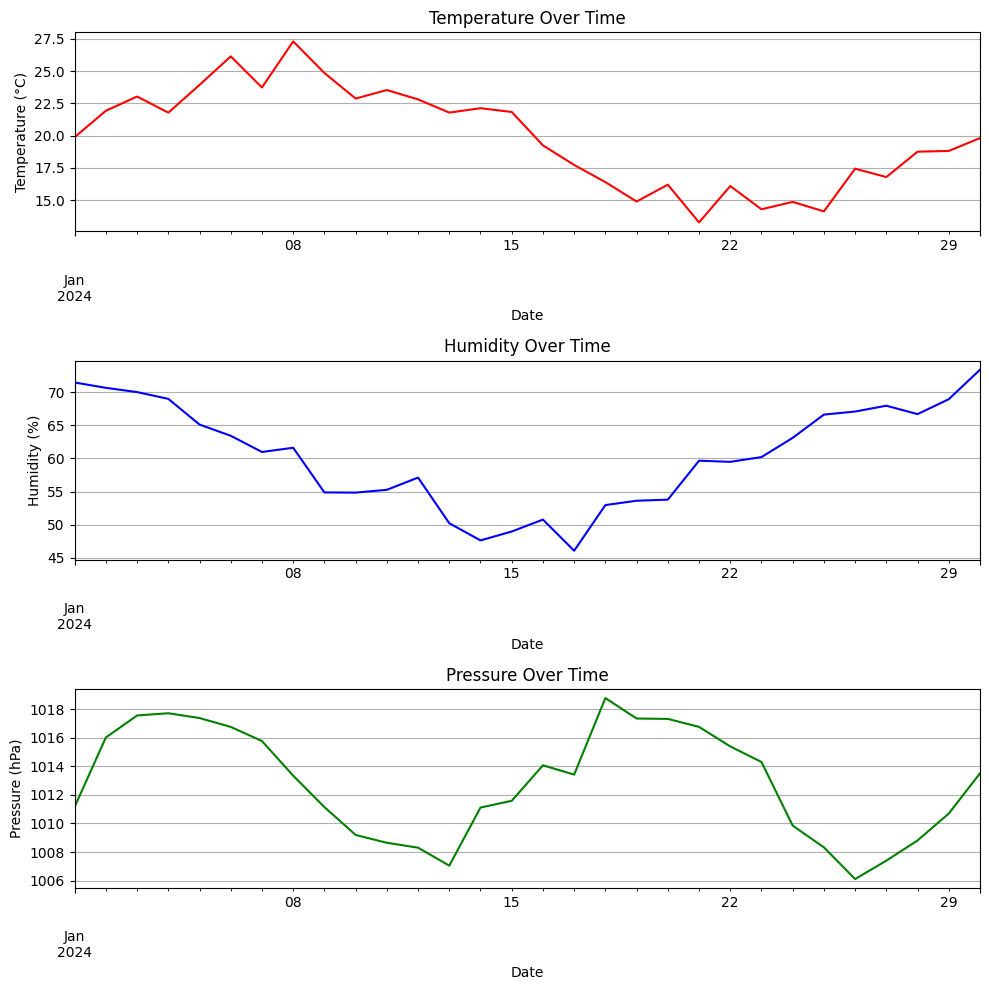 Temperature Over Time
27.5
25.0
22.5
20.0
17.5
15.0
Temperature (°C)
08 15 22 29
Jan
2024
Date
Humidity Over Time
70
65
60
55
50
45
Humidity (%)
08 15 22 29
Jan
2024
Date
Pressure Over Time
1018
1016
1014
1012
1010
1008
1006
Pressure (hPa)
08 15 22 29
Jan
2024
Date